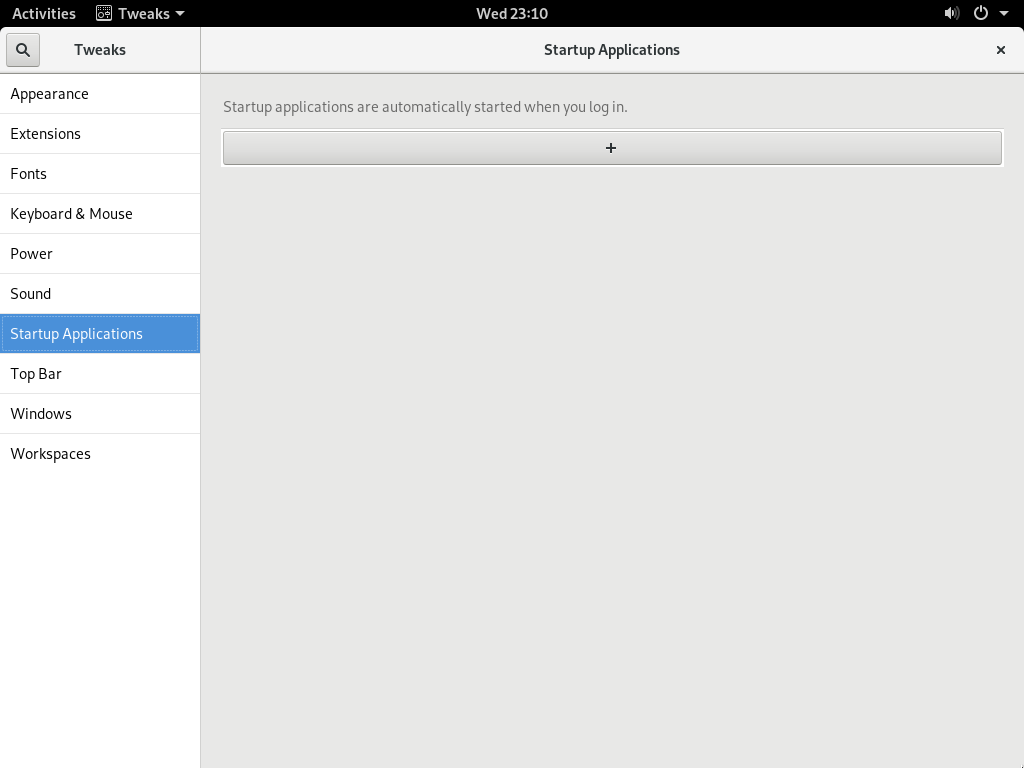 Activities Tweaks Wed 23:10
Tweaks Startup Applications
Appearance
Extensions
Fonts
Keyboard & Mouse
Power
Sound
Startup Applications
Top Bar
Windows
Workspaces
Startup applications are automatically started when you log in.
+